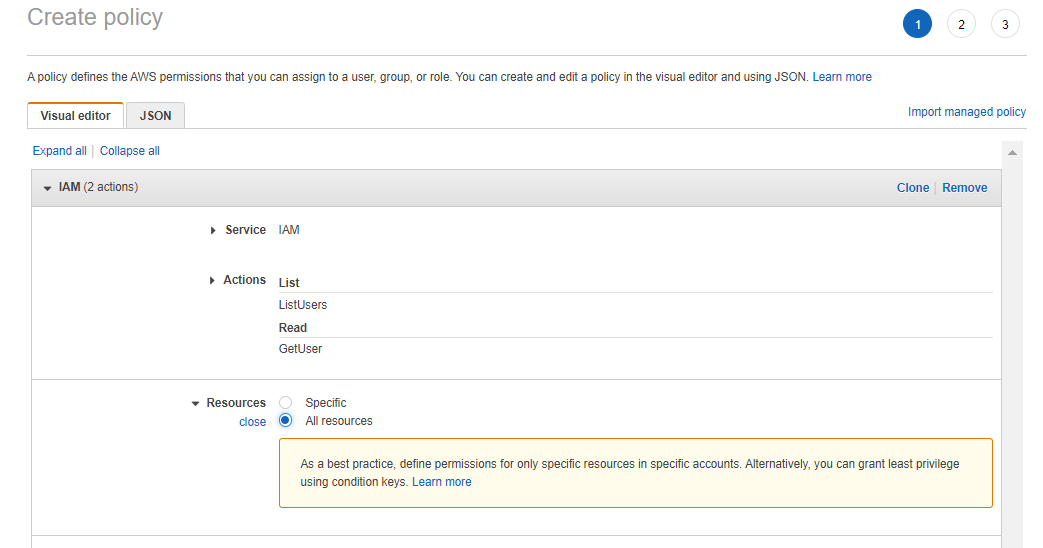 Create policy
1 2 3
A policy defines the AWS permissions that you can assign to a user, group, or role. You can create and edit a policy in the visual editor and using JSON. Learn more
Visual editor JSON
Import managed policy
Expand all | Collapse all
IAM (2 actions)
Clone | Remove
Service IAM
Actions List
ListUsers
Read
GetUser
Resources Specific
close All resources
As a best practice, define permissions for only specific resources in specific accounts. Alternatively, you can grant least privilege
using condition keys. Learn more